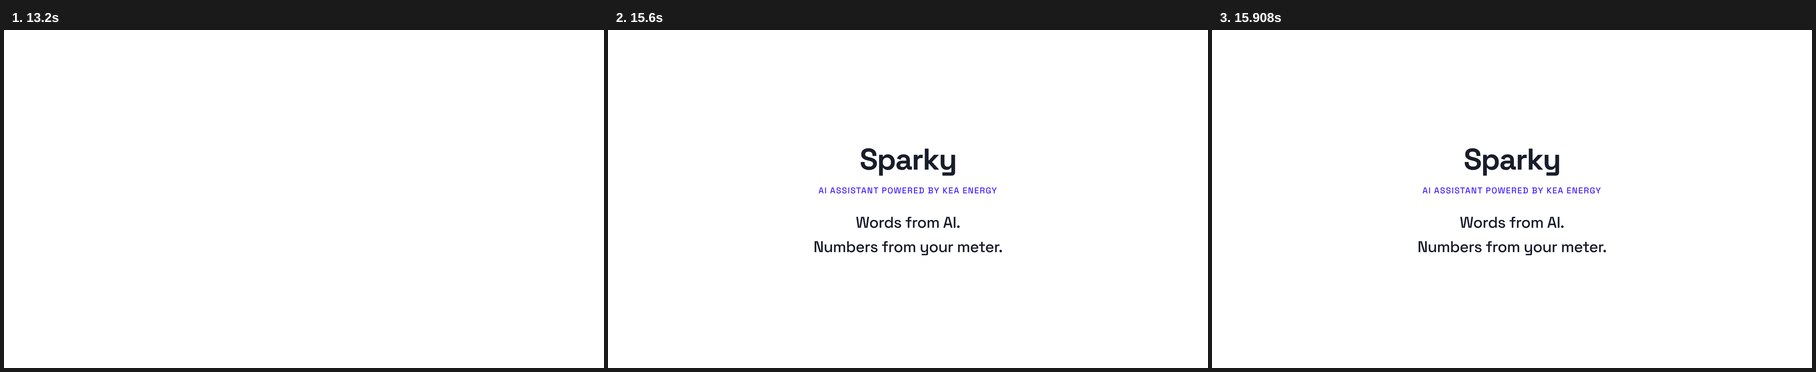 1. 13.2s
2. 15.6s
3. 15.908s
Sparky
AI ASSISTANT POWERED BY KEA ENERGY
Words from AI.
Numbers from your meter.
Sparky
AI ASSISTANT POWERED BY KEA ENERGY
Words from AI.
Numbers from your meter.